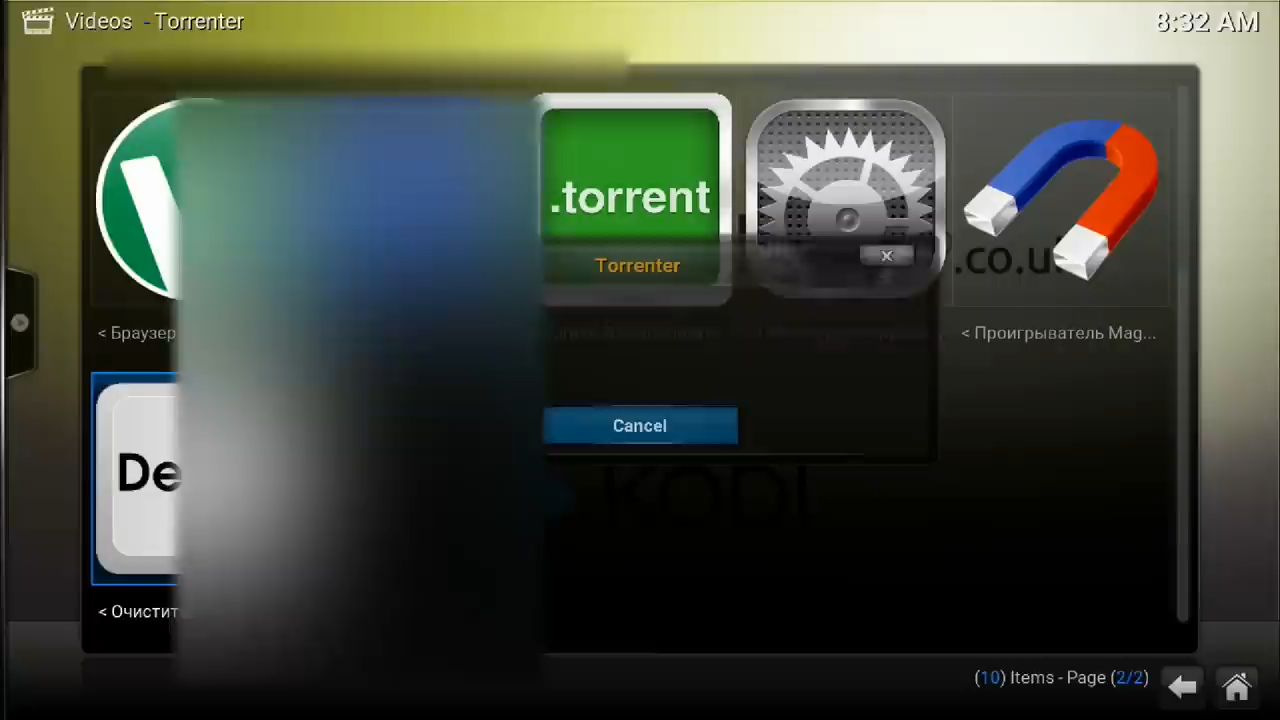 Videos - Torrenter
8:32 AM
.torrent
Torrenter
.co.u
< Браузер
< Проигрыватель Mag...
Cancel
De
KODI
< Очистит
(10) Items - Page (2/2)